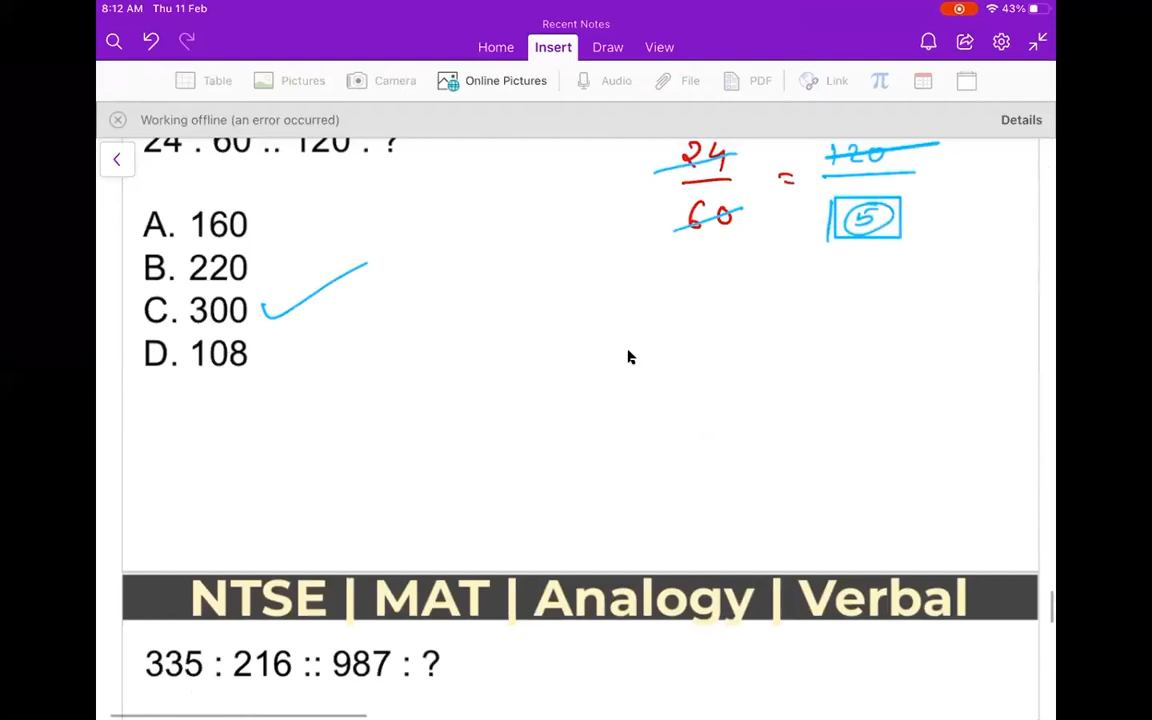 8:12 AM Thu 11 Feb
43%
Recent Notes
Home Insert Draw View
Table Pictures Camera Online Pictures Audio File PDF π Link
Working offline (an error occurred) Details
24 : 60 :: 120 : ?
24
60
=
120
5
A. 160
B. 220
C. 300
D. 108
NTSE | MAT | Analogy | Verbal
335 : 216 :: 987 : ?